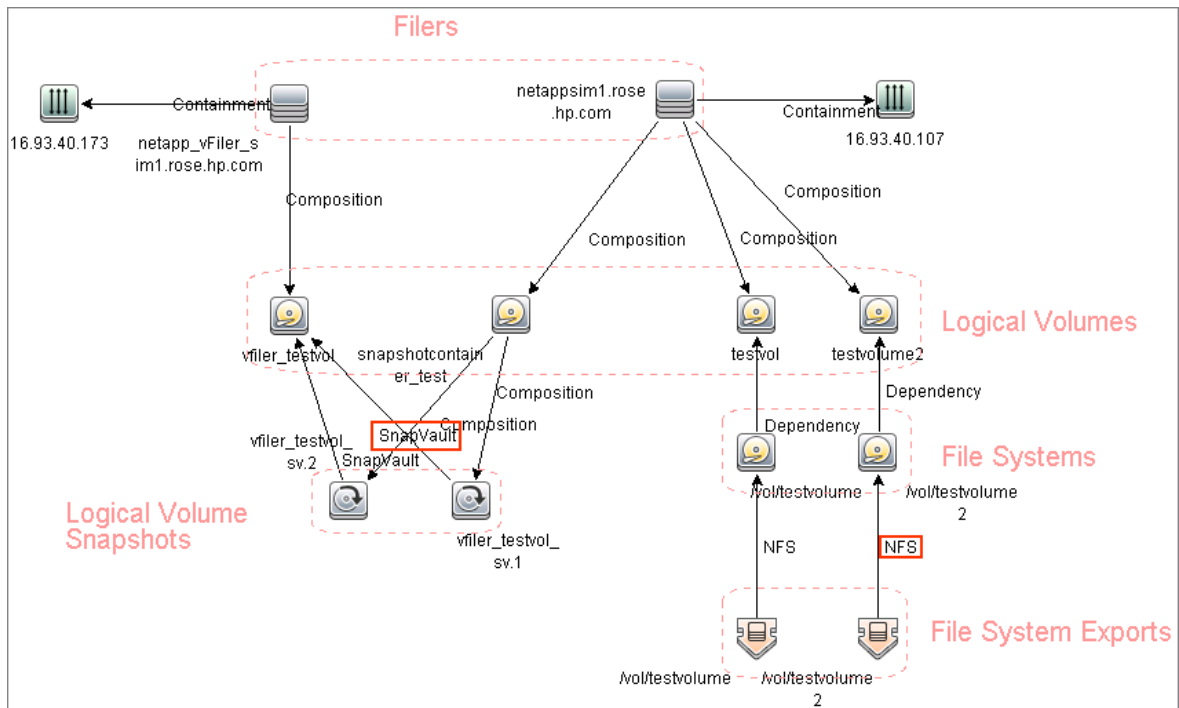 Filers
netappsim1.rose
.hp.com
Containment
Containment
16.93.40.173
netapp_vFiler_s
im1.rose.hp.com
16.93.40.107
Composition
Composition
Composition
Composition
Logical Volumes
vfiler_testvol
snapshotcontain
er_test
testvol
testvolume2
Composition
Dependency
Composition
SnapVault
Dependency
vfiler_testvol_
sv.2
SnapVault
File Systems
/vol/testvolume
/vol/testvolume
2
Logical Volume
Snapshots
vfiler_testvol_
sv.1
NFS
NFS
File System Exports
/vol/testvolume
/vol/testvolume
2